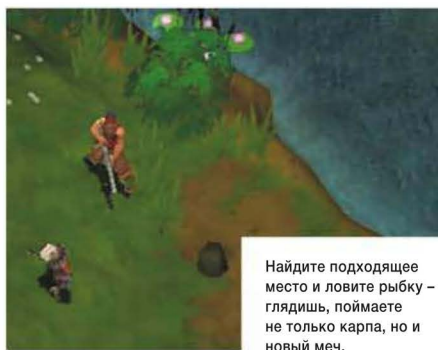 Найдите подходящее
место и ловите рыбку –
глядишь, поймаете
не только карпа, но и
новый меч.